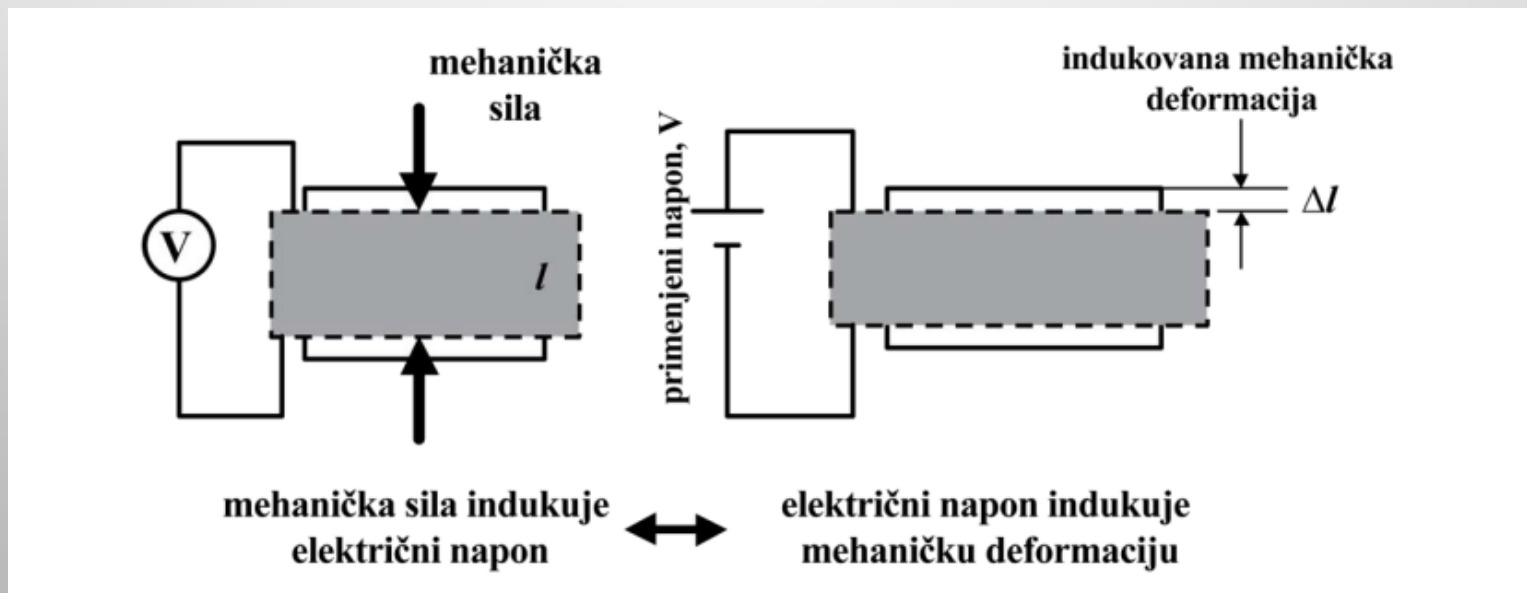 mehanička
sila
V
l
mehanička sila indukuje
električni napon
primenjeni napon, V
indukovana mehanička
deformacija
Δl
električni napon indukuje
mehaničku deformaciju